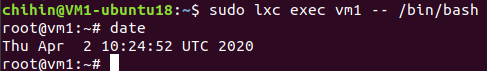 chihin@VM1-ubuntu18:~$ sudo lxc exec vm1 -- /bin/bash
root@vm1:~# date
Thu Apr  2 10:24:52 UTC 2020
root@vm1:~#